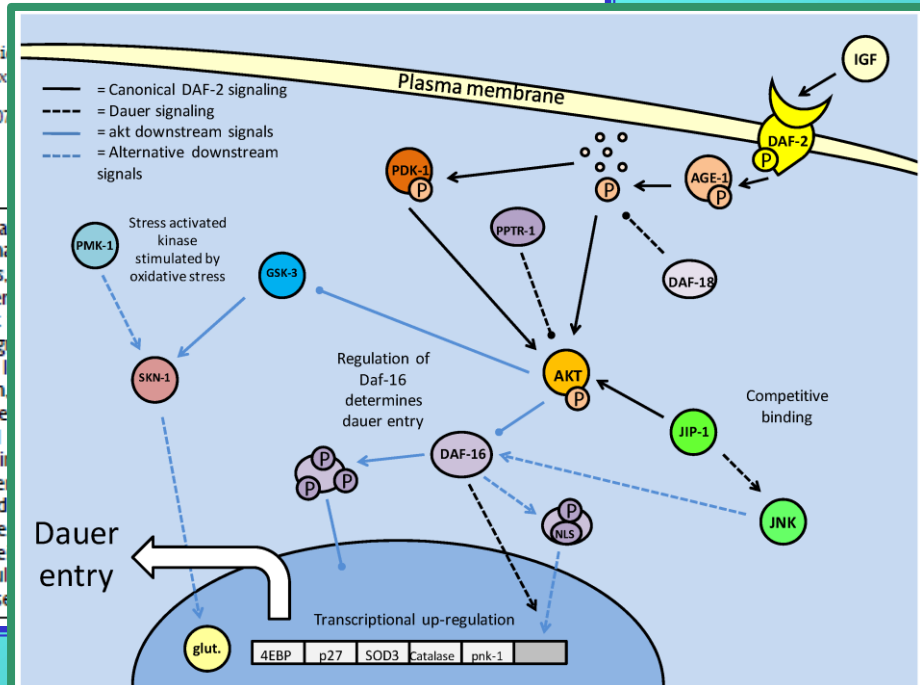 IGF
Plasma membrane
= Canonical DAF-2 signaling
= Dauer signaling
= akt downstream signals
= Alternative downstream
signals
DAF-2
P
AGE-1
P
P
PDK-1
P
PPTR-1
DAF-18
PMK-1
Stress activated
kinase
stimulated by
oxidative stress
GSK-3
SKN-1
Regulation of
Daf-16
determines
dauer entry
AKT
P
Competitive
binding
JIP-1
DAF-16
P
P
P
P
NLS
JNK
Dauer
entry
Transcriptional up-regulation
glut.
4EBP p27 SOD3 Catalase pnk-1